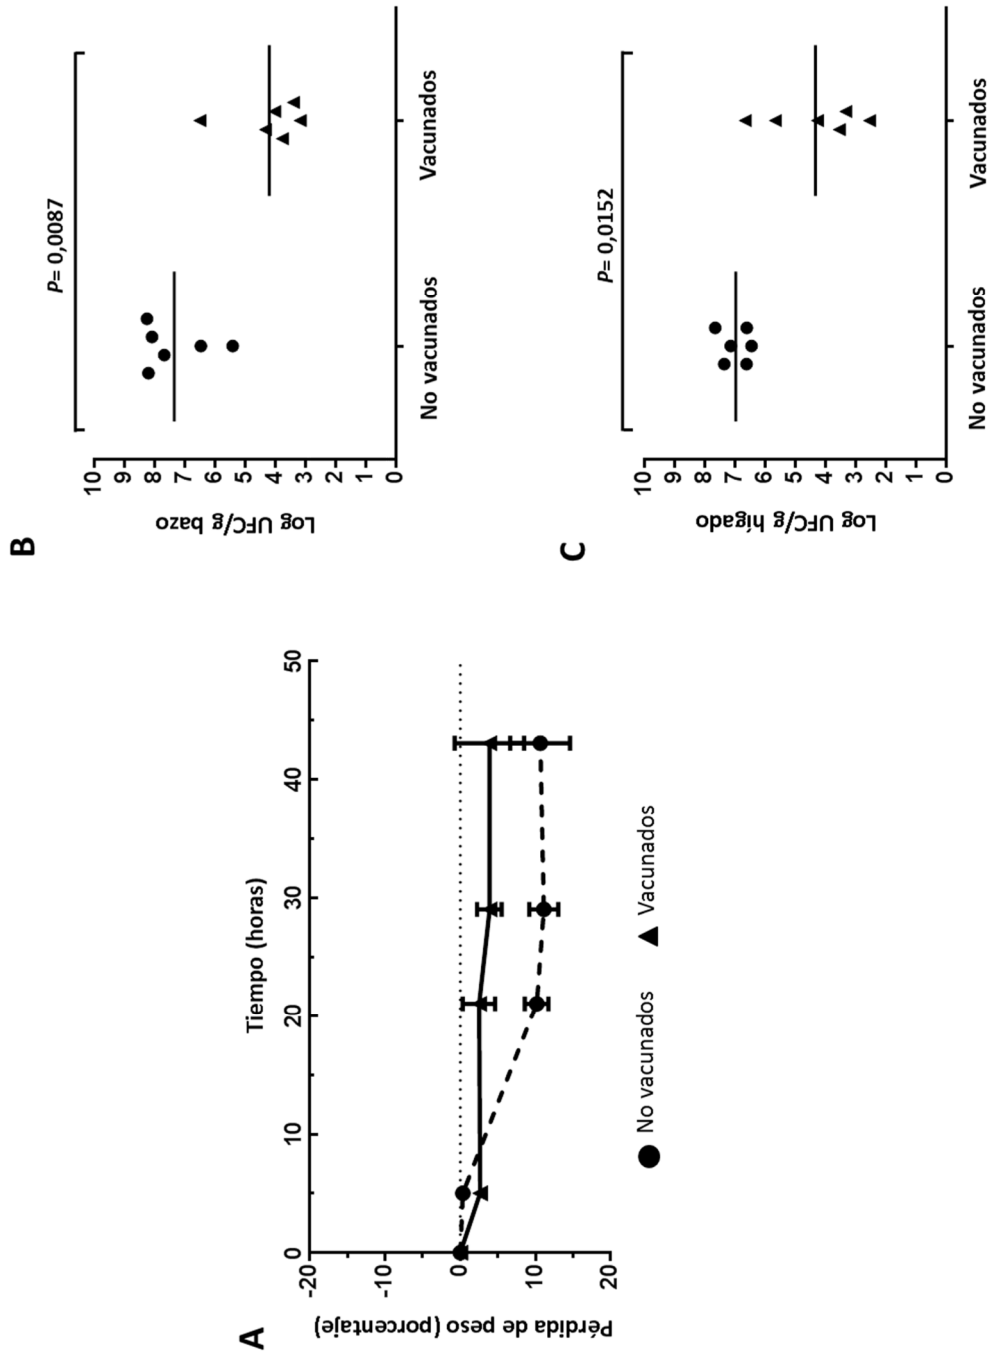 A
Tiempo (horas)
0
10
20
30
40
50
-20
-10
0
10
20
Pérdida de peso (porcentaje)
No vacunados
Vacunados
B
P= 0,0087
10
9
8
7
6
5
4
3
2
1
0
Log UFC/g bazo
No vacunados
Vacunados
C
P= 0,0152
10
9
8
7
6
5
4
3
2
1
0
Log UFC/g hígado
No vacunados
Vacunados